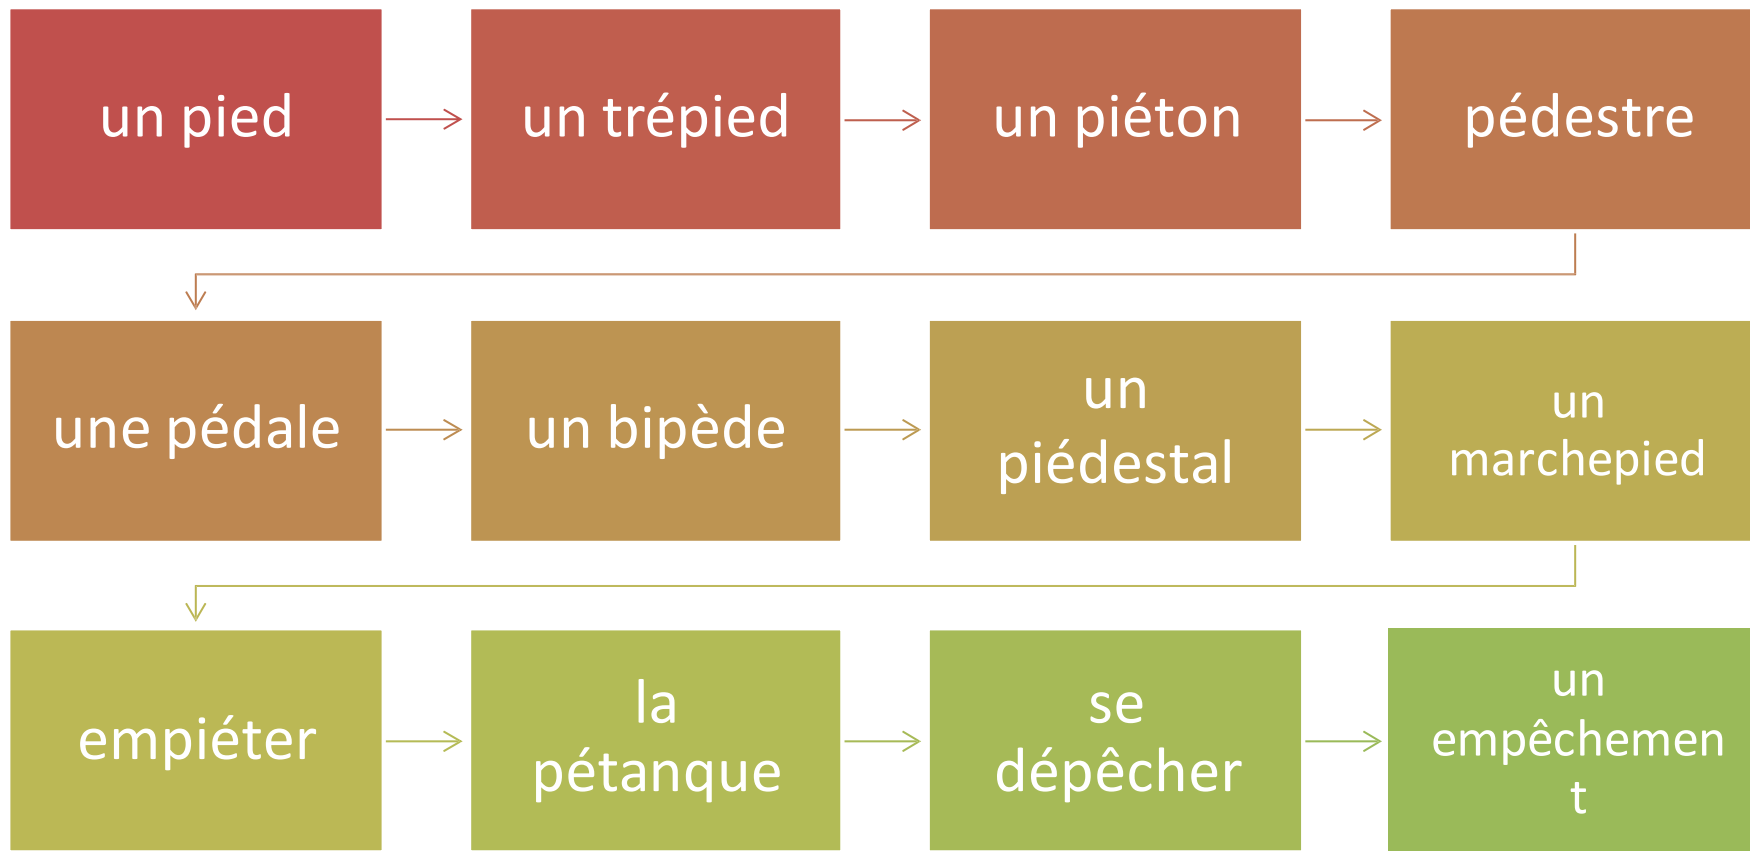 un pied
un trépied
un piéton
pédestre
une pédale
un bipède
un
piédestal
un
marchepied
empiéter
la
pétanque
se
dépêcher
un
empêchemen
t